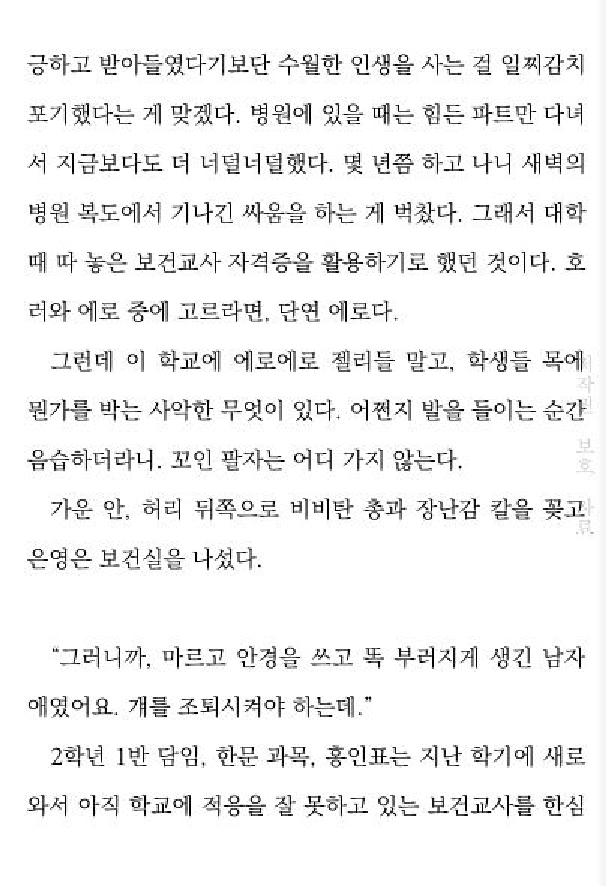 긍하고 받아들였다기보단 수월한 인생을 사는 걸 일찌감치
포기했다는 게 맞겠다. 병원에 있을 때는 힘든 파트만 다녀
서 지금보다도 더 너덜너덜했다. 몇 년쯤 하고 나니 새벽의
병원 복도에서 기나긴 싸움을 하는 게 벅찼다. 그래서 대학
때 따 놓은 보건교사 자격증을 활용하기로 했던 것이다. 호
러와 에로 중에 고르라면, 단연 에로다.
그런데 이 학교에 에로에로 젤리들 말고, 학생들 목에
뭔가를 박는 사악한 무엇이 있다. 어쩐지 발을 들이는 순간
음습하더라니. 꼬인 팔자는 어디 가지 않는다.
가운 안, 허리 뒤쪽으로 비비탄 총과 장난감 칼을 꽂고
은영은 보건실을 나섰다.
“그러니까, 마르고 안경을 쓰고 똑 부러지게 생긴 남자
애였어요. 걔를 조퇴시켜야 하는데.”
2학년 1반 담임, 한문 과목, 홍인표는 지난 학기에 새로
와서 아직 학교에 적응을 잘 못하고 있는 보건교사를 한심
보호